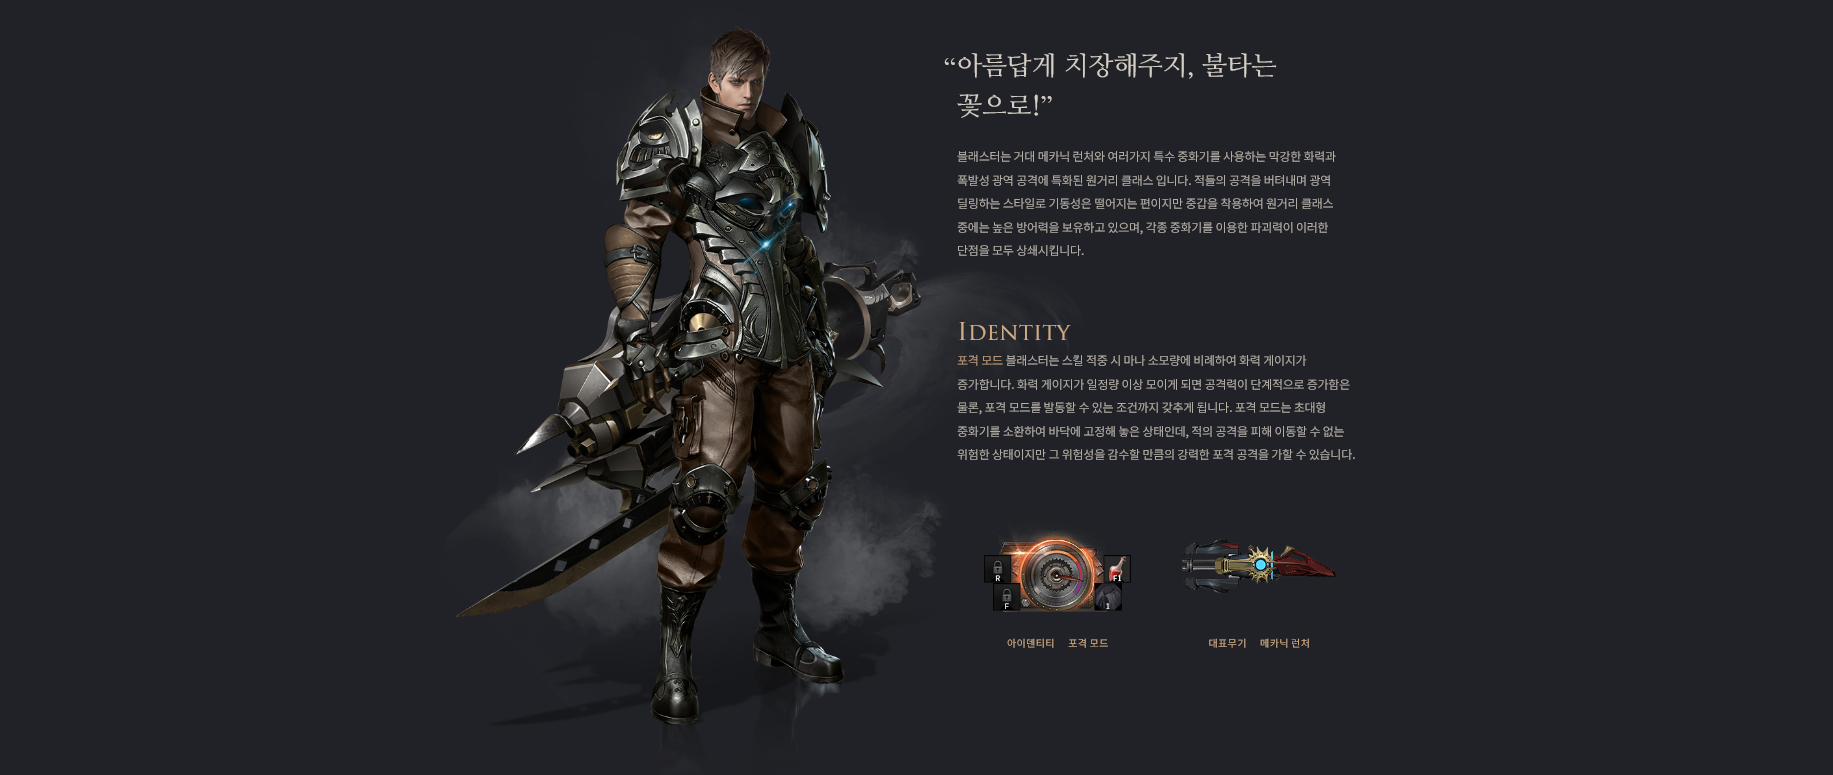 “아름답게 치장해주지, 불타는
꽃으로!”
블래스터는 거대 메카닉 런처와 여러가지 특수 중화기를 사용하는 막강한 화력과
폭발성 광역 공격에 특화된 원거리 클래스 입니다. 적들의 공격을 버텨내며 광역
딜링하는 스타일로 기동성은 떨어지는 편이지만 중갑을 착용하여 원거리 클래스
중에는 높은 방어력을 보유하고 있으며, 각종 중화기를 이용한 파괴력이 이러한
단점을 모두 상쇄시킵니다.
IDENTITY
포격 모드 블래스터는 스킬 적중 시 마나 소모량에 비례하여 화력 게이지가
증가합니다. 화력 게이지가 일정량 이상 모이게 되면 공격력이 단계적으로 증가함은
물론, 포격 모드를 발동할 수 있는 조건까지 갖추게 됩니다. 포격 모드는 초대형
중화기를 소환하여 바닥에 고정해 놓은 상태인데, 적의 공격을 피해 이동할 수 없는
위험한 상태이지만 그 위험성을 감수할 만큼의 강력한 포격 공격을 가할 수 있습니다.
R F1
F 1
아이덴티티 포격 모드
대표무기 메카닉 런처